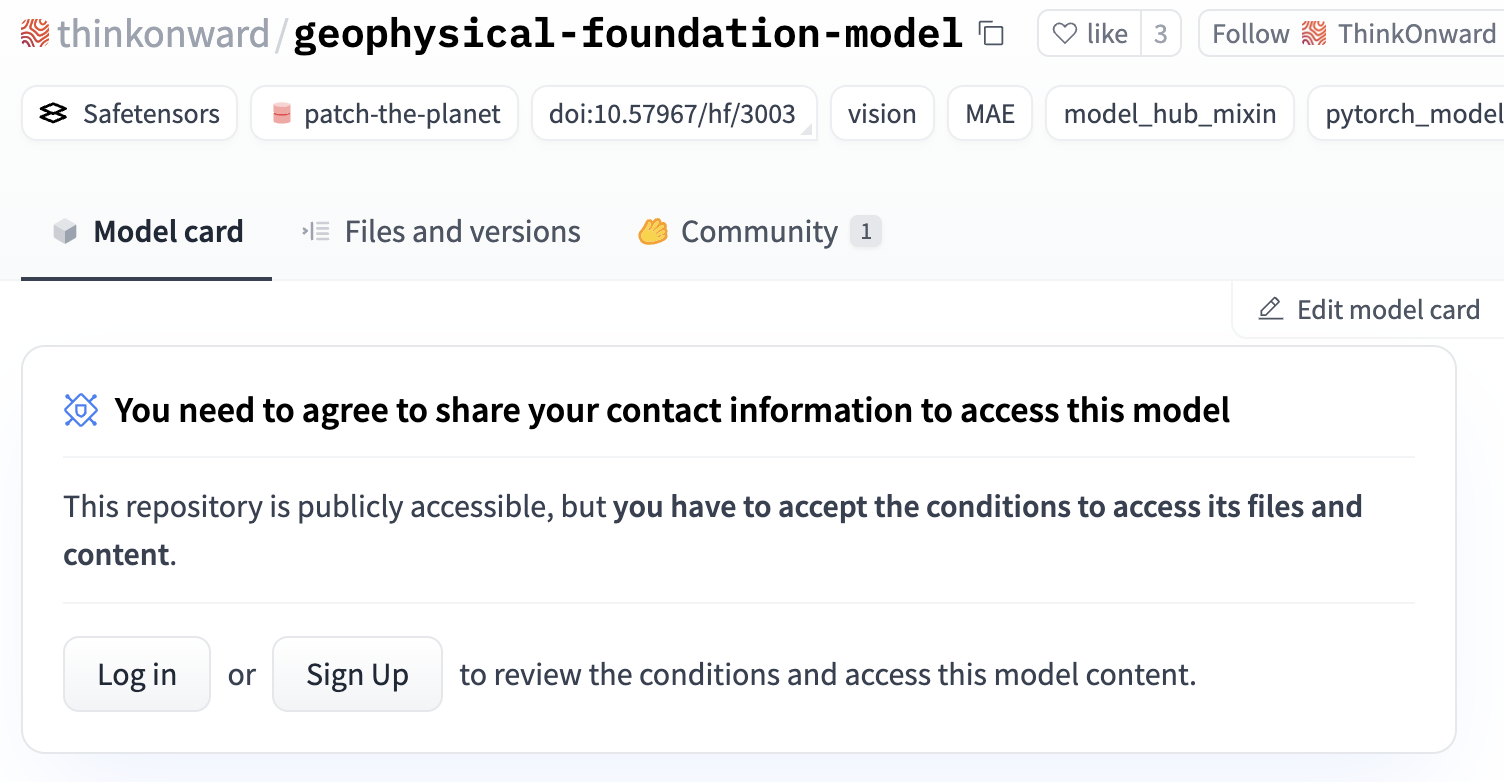 thinkonward/geophysical-foundation-model like 3 Follow ThinkOnward
Safetensors patch-the-planet doi:10.57967/hf/3003 vision MAE model_hub_mixin pytorch_model
Model card Files and versions Community 1
Edit model card
You need to agree to share your contact information to access this model
This repository is publicly accessible, but you have to accept the conditions to access its files and
content.
Log in or Sign Up to review the conditions and access this model content.